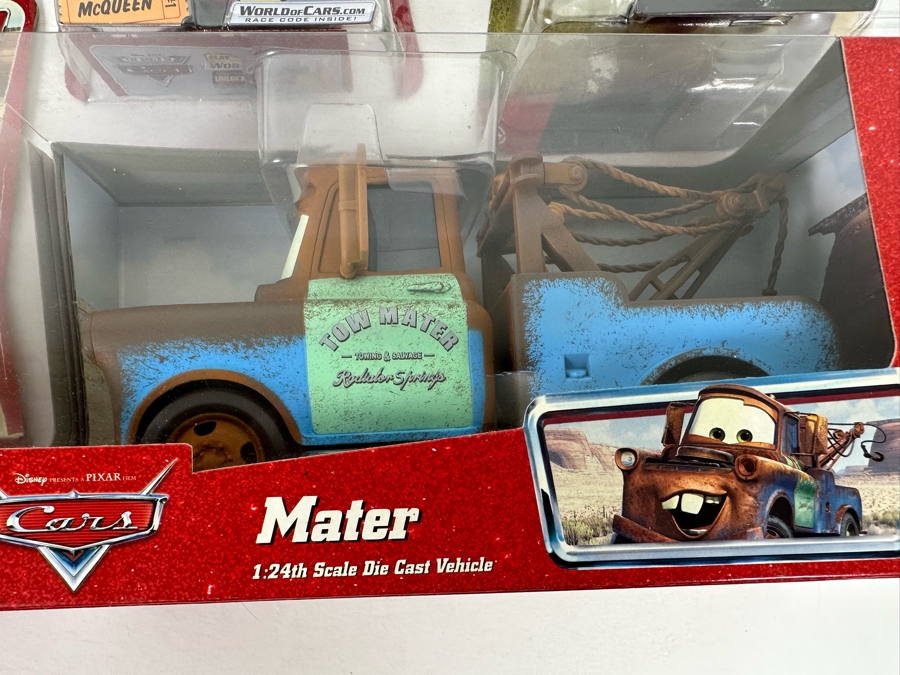 McQUEEN
WORLDOFCARS.COM
RACE CODE INSIDE!
TOW MATER
TOWING & SALVAGE
Radiator Springs
DISNEY PRESENTS A PIXAR FILM
Cars
Mater
1:24th Scale Die Cast Vehicle